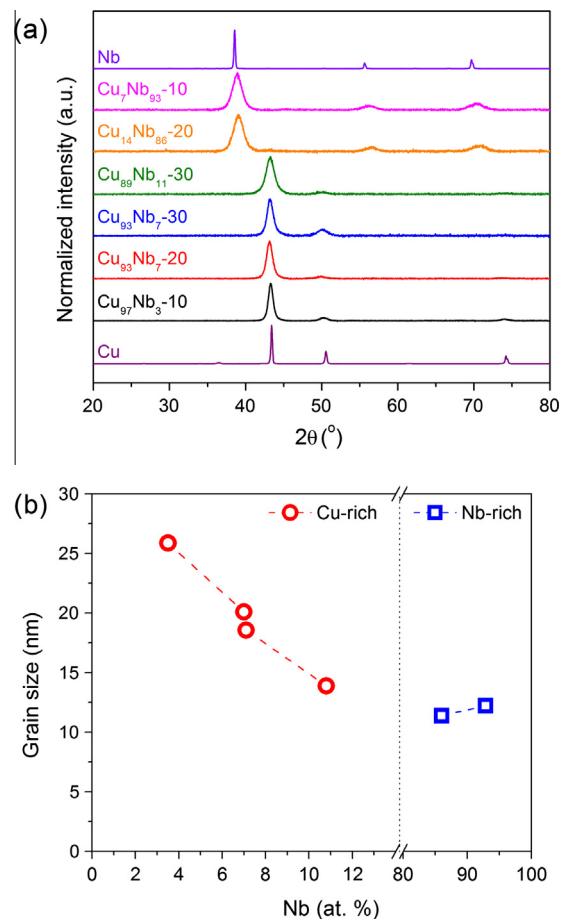 (a)
Normalized intensity (a.u.)
Nb
Cu₇Nb₉₃-10
Cu₁₄Nb₈₆-20
Cu₈₉Nb₁₁-30
Cu₉₃Nb₇-30
Cu₉₃Nb₇-20
Cu₉₇Nb₃-10
Cu
20 30 40 50 60 70 80
2θ (°)
(b)
Grain size (nm)
30
25
20
15
10
5
0
Cu-rich Nb-rich
0 2 4 6 8 10 12 80 90 100
Nb (at. %)